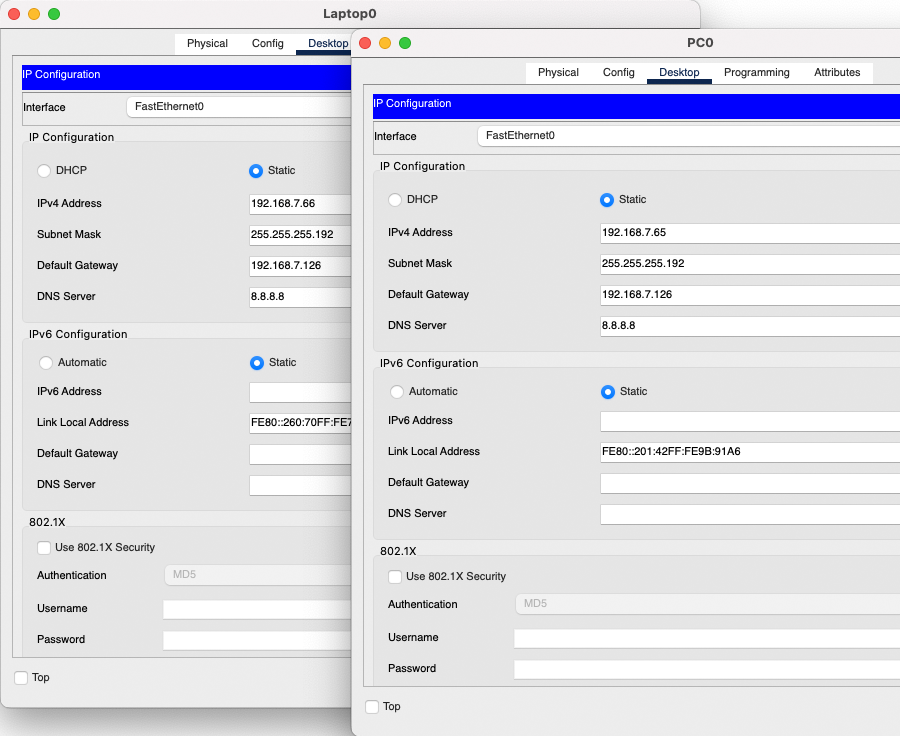 Laptop0
Physical Config Desktop
IP Configuration
Interface FastEthernet0
IP Configuration
DHCP Static
IPv4 Address 192.168.7.66
Subnet Mask 255.255.255.192
Default Gateway 192.168.7.126
DNS Server 8.8.8.8
IPv6 Configuration
Automatic Static
IPv6 Address
Link Local Address FE80::260:70FF:FE7
Default Gateway
DNS Server
802.1X
Use 802.1X Security
Authentication MD5
Username
Password
Top
PC0
Physical Config Desktop Programming Attributes
IP Configuration
Interface FastEthernet0
IP Configuration
DHCP Static
IPv4 Address 192.168.7.65
Subnet Mask 255.255.255.192
Default Gateway 192.168.7.126
DNS Server 8.8.8.8
IPv6 Configuration
Automatic Static
IPv6 Address
Link Local Address FE80::201:42FF:FE9B:91A6
Default Gateway
DNS Server
802.1X
Use 802.1X Security
Authentication MD5
Username
Password
Top